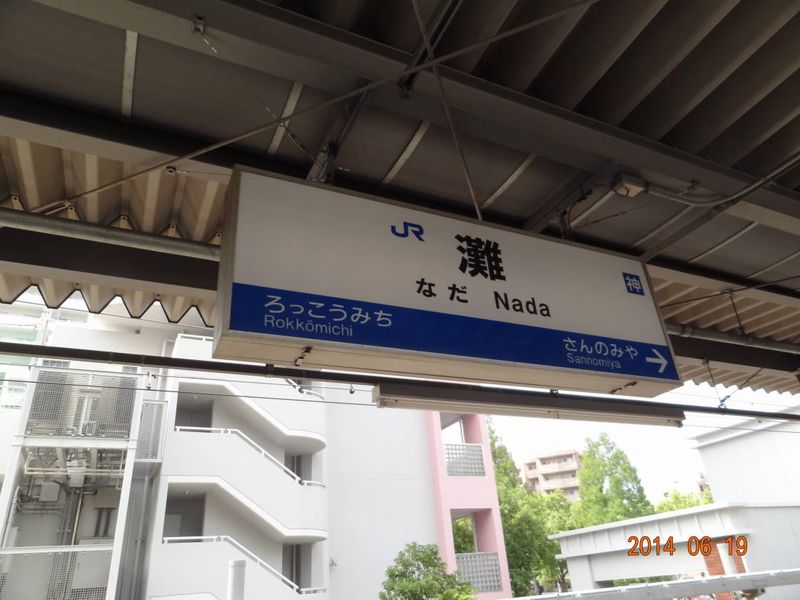 JR 灘 神
なだ Nada
ろっこうみち
Rokkōmichi
さんのみや →
Sannomiya
2014 06 19